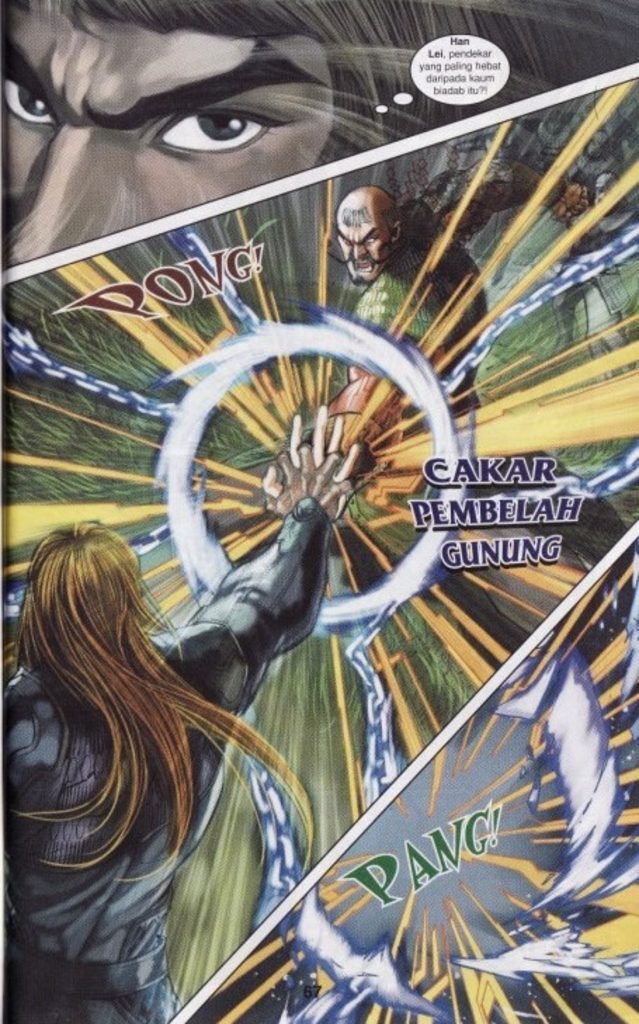 Han
Lei, pendekar
yang paling hebat
daripada kaum
biadab itu?!
PONG!
CAKAR
PEMBELAH
GUNUNG
PANG!
67